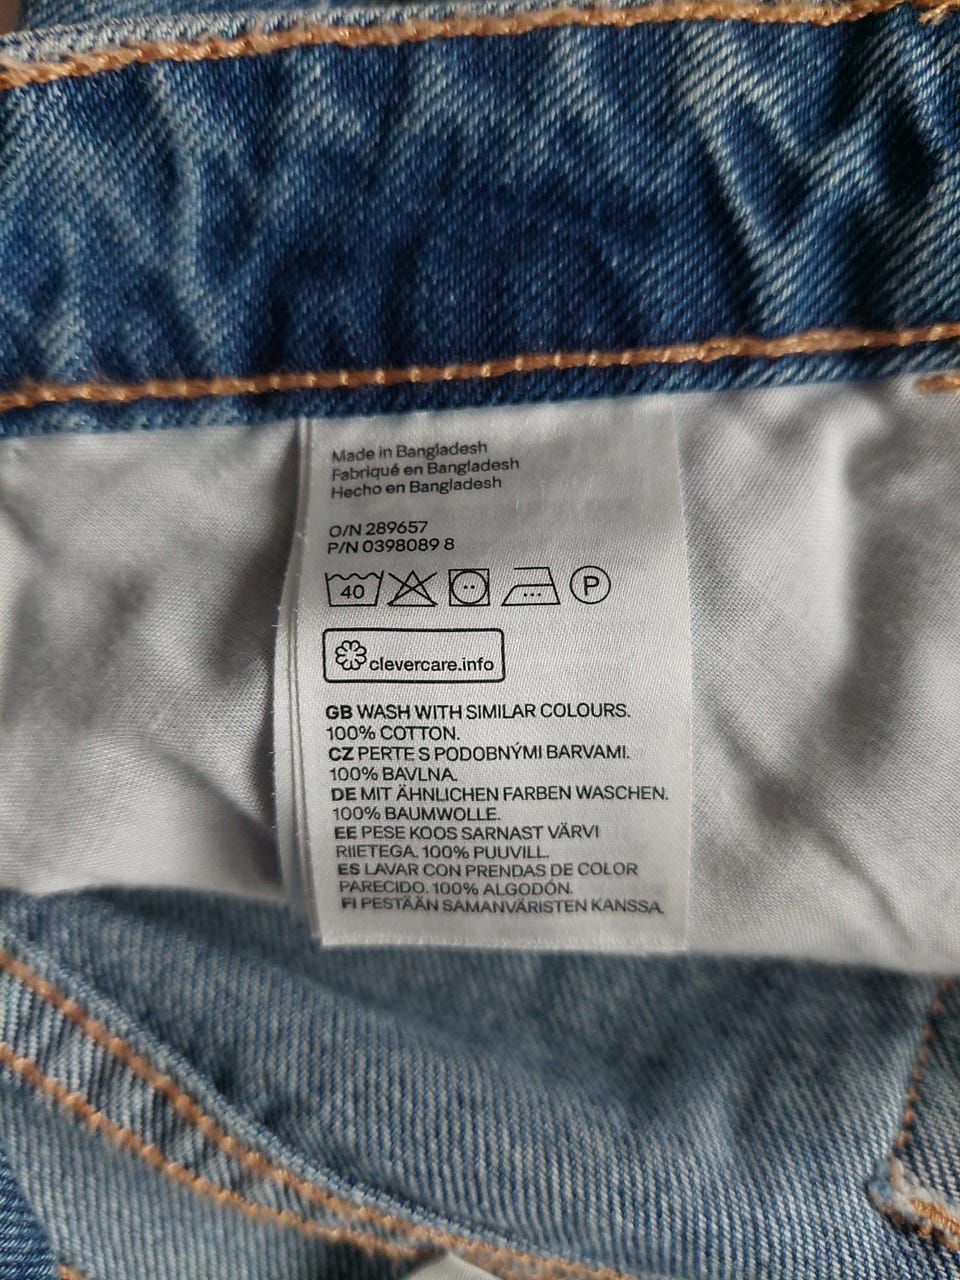 Made in Bangladesh
Fabriqué en Bangladesh
Hecho en Bangladesh
O/N 289657
P/N 0398089 8
40 P
clevercare.info
GB WASH WITH SIMILAR COLOURS.
100% COTTON.
CZ PERTE S PODOBNÝMI BARVAMI.
100% BAVLNA.
DE MIT ÄHNLICHEN FARBEN WASCHEN.
100% BAUMWOLLE.
EE PESE KOOS SARNAST VÄRVI
RIIETEGA. 100% PUUVILL.
ES LAVAR CON PRENDAS DE COLOR
PARECIDO. 100% ALGODÓN.
FI PESTÄÄN SAMANVÄRISTEN KANSSA.